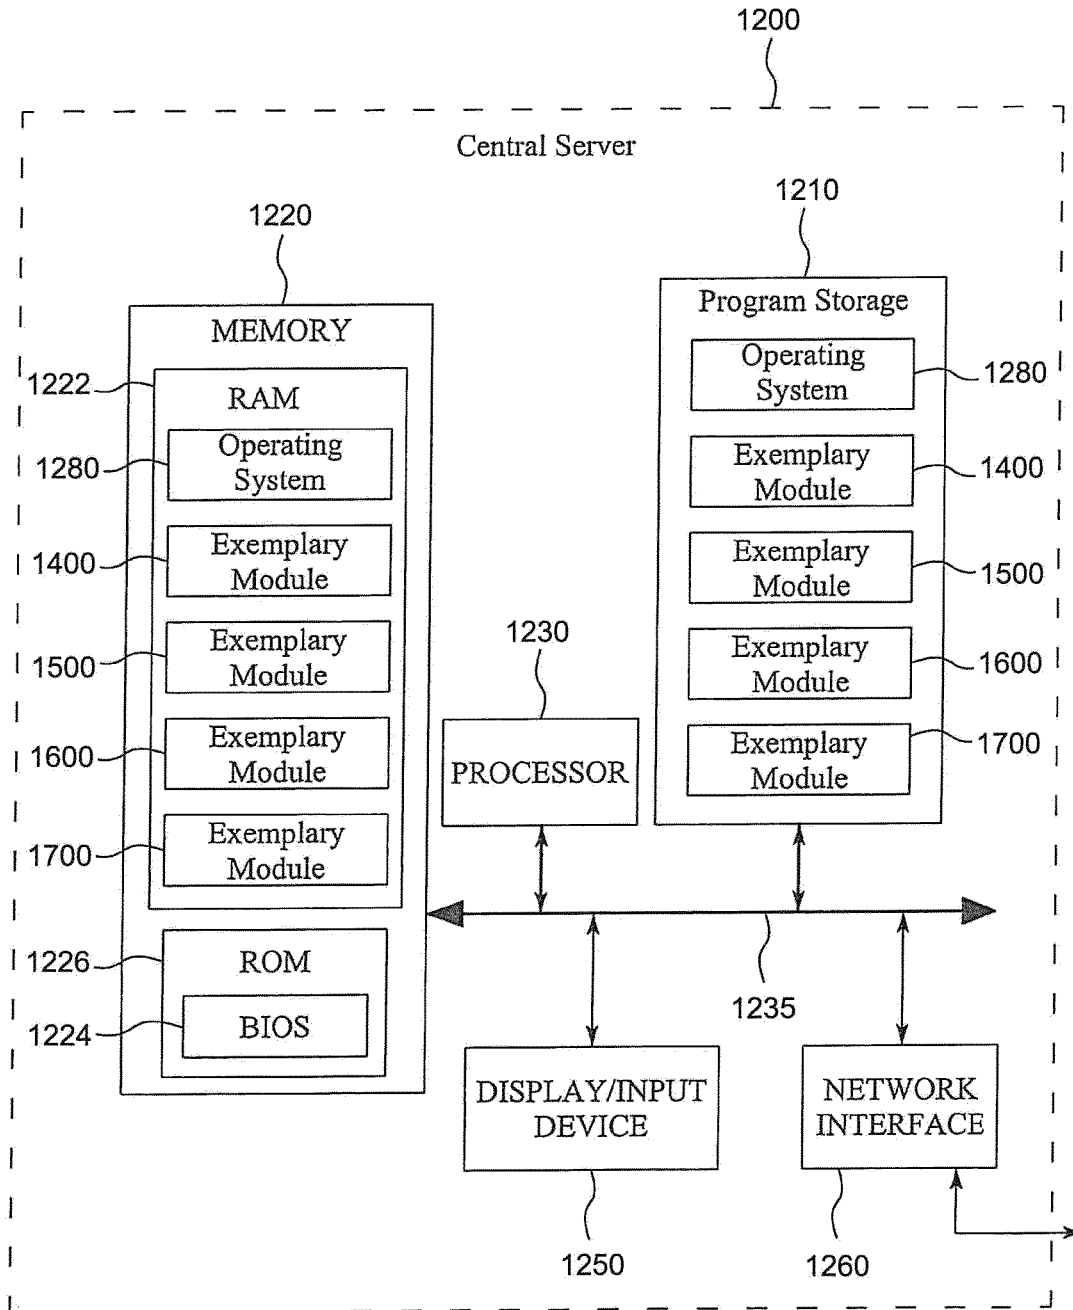 1200
Central Server
1220
MEMORY
1222
RAM
1280
Operating
System
1400
Exemplary
Module
1500
Exemplary
Module
1600
Exemplary
Module
1700
Exemplary
Module
1226
ROM
1224
BIOS
1230
PROCESSOR
1210
Program Storage
Operating
System
1280
Exemplary
Module
1400
Exemplary
Module
1500
Exemplary
Module
1600
Exemplary
Module
1700
1235
DISPLAY/INPUT
DEVICE
1250
NETWORK
INTERFACE
1260